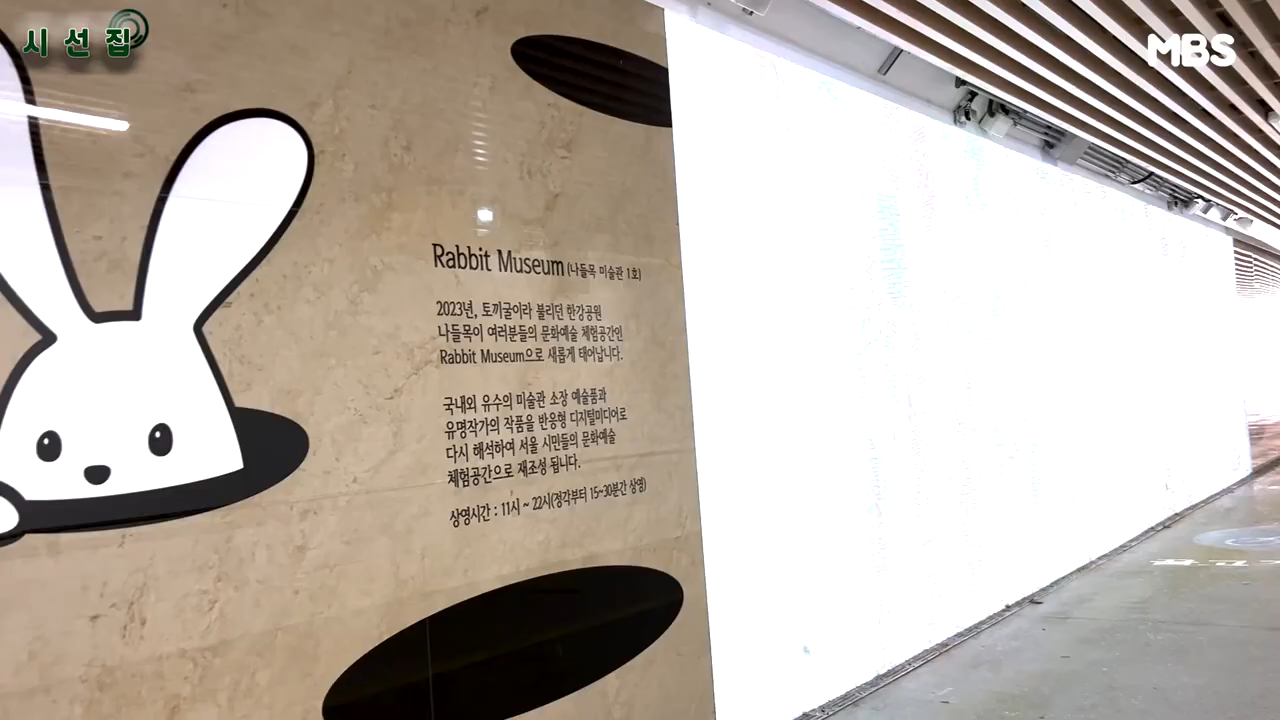 시선집
MBS
Rabbit Museum (나들목 미술관 1호)
2023년, 토끼굴이라 불리던 한강공원
나들목이 여러분들의 문화예술 체험공간인
Rabbit Museum으로 새롭게 태어납니다.
국내외 유수의 미술관 소장 예술품과
유명작가의 작품을 반응형 디지털미디어로
다시 해석하여 서울 시민들의 문화예술
체험공간으로 재조성 됩니다.
상영시간 : 11시 ~ 22시(정각부터 15~30분간 상영)